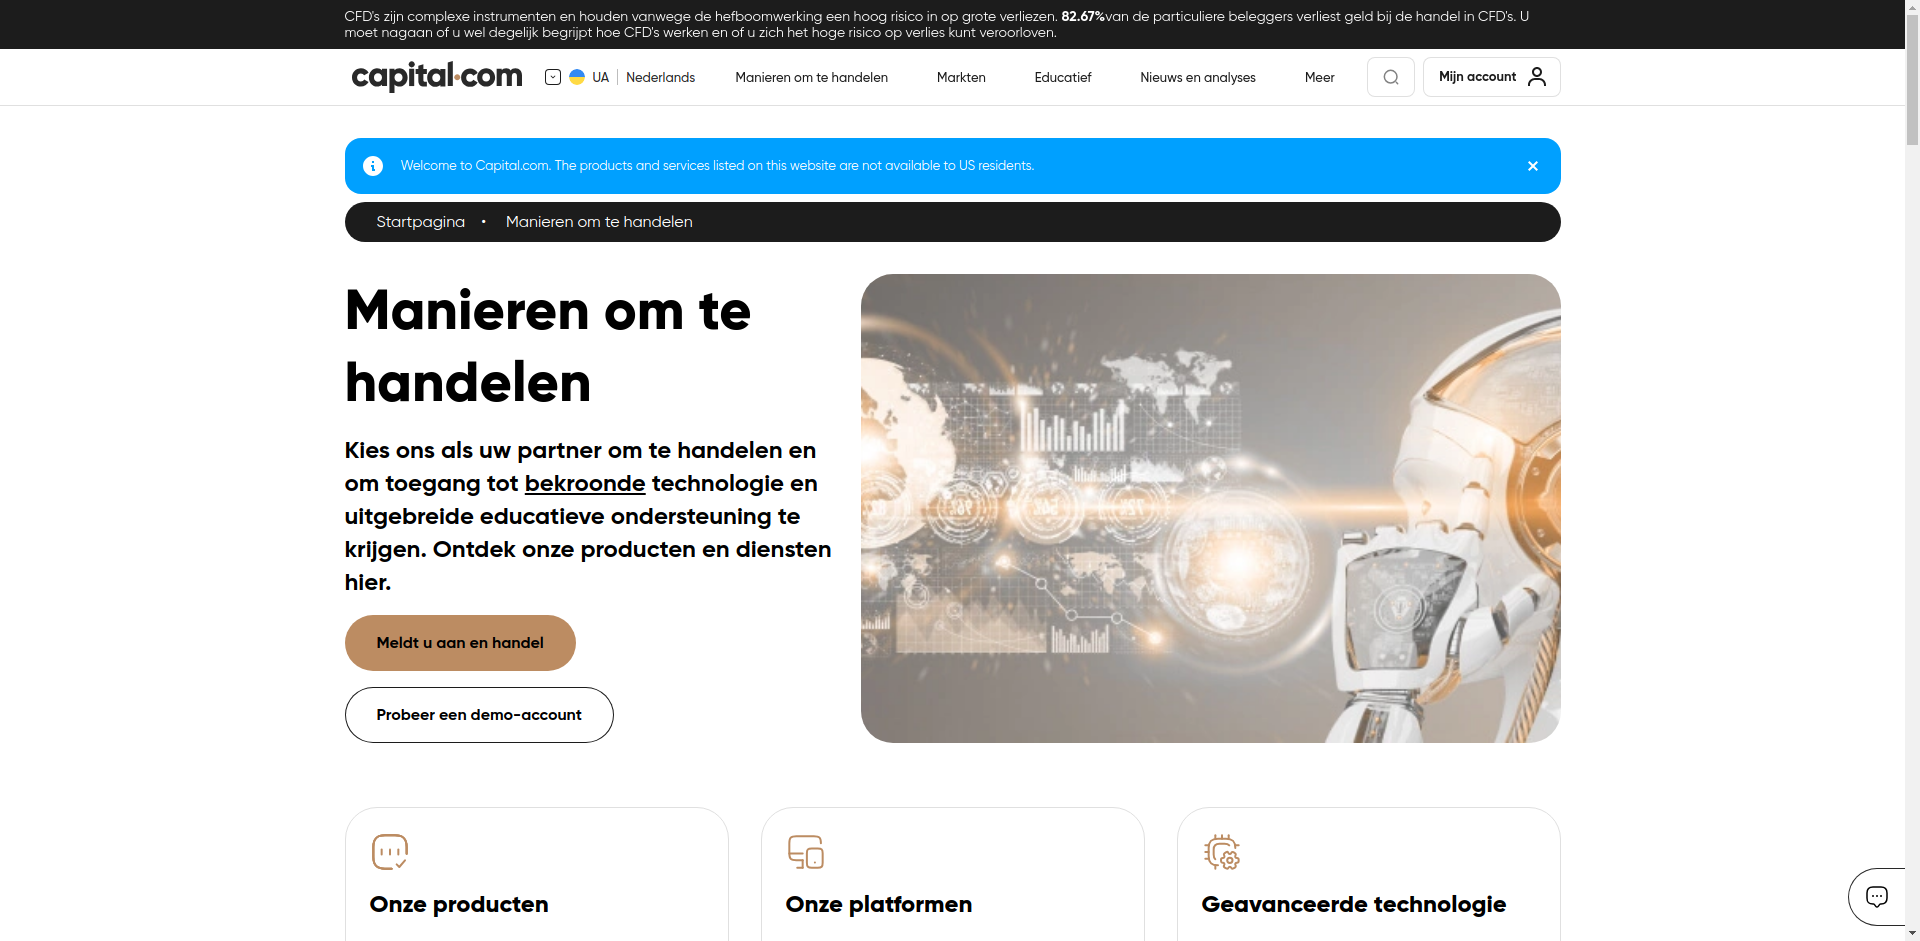 CFD's zijn complexe instrumenten en houden vanwege de hefboomwerking een hoog risico in op grote verliezen. 82.67%van de particuliere beleggers verliest geld bij de handel in CFD's. U
moet nagaan of u wel degelijk begrijpt hoe CFD's werken en of u zich het hoge risico op verlies kunt veroorloven.
capital.com
UA Nederlands
Manieren om te handelen
Markten
Educatief
Nieuws en analyses
Meer
Mijn account
Welcome to Capital.com. The products and services listed on this website are not available to US residents.
Startpagina • Manieren om te handelen
Manieren om te
handelen
Kies ons als uw partner om te handelen en
om toegang tot bekroonde technologie en
uitgebreide educatieve ondersteuning te
krijgen. Ontdek onze producten en diensten
hier.
Meldt u aan en handel
Probeer een demo-account
Onze producten
Onze platformen
Geavanceerde technologie